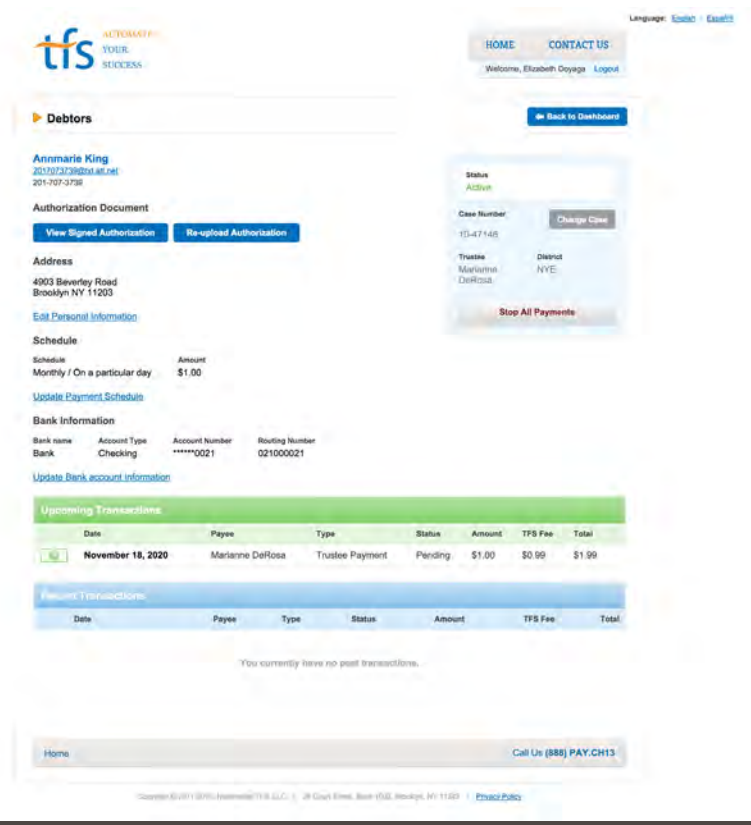 Language: English | Español
tfs
AUTOMATE
YOUR
SUCCESS
HOME CONTACT US
Welcome, Elizabeth Doyaga Logout
Debtors
Back to Dashboard
Annmarie King
2017073739@txt.att.net
201-707-3739
Authorization Document
View Signed Authorization Re-upload Authorization
Address
4903 Beverley Road
Brooklyn NY 11203
Edit Personal Information
Schedule
Schedule Amount
Monthly / On a particular day $1.00
Update Payment Schedule
Bank Information
Bank name Account Type Account Number Routing Number
Bank Checking ******0021 021000021
Update Bank account information
Status
Active
Case Number
Change Case
Trustee District
Marianne DeRosa NYE
Stop All Payments
Upcoming Transactions
Date Payee Type Status Amount TFS Fee Total
November 18, 2020 Marianne DeRosa Trustee Payment Pending $1.00 $0.99 $1.99
Recent Transactions
Date Payee Type Status Amount TFS Fee Total
You currently have no past transactions.
Home Call Us (888) PAY.CH13
Privacy Policy